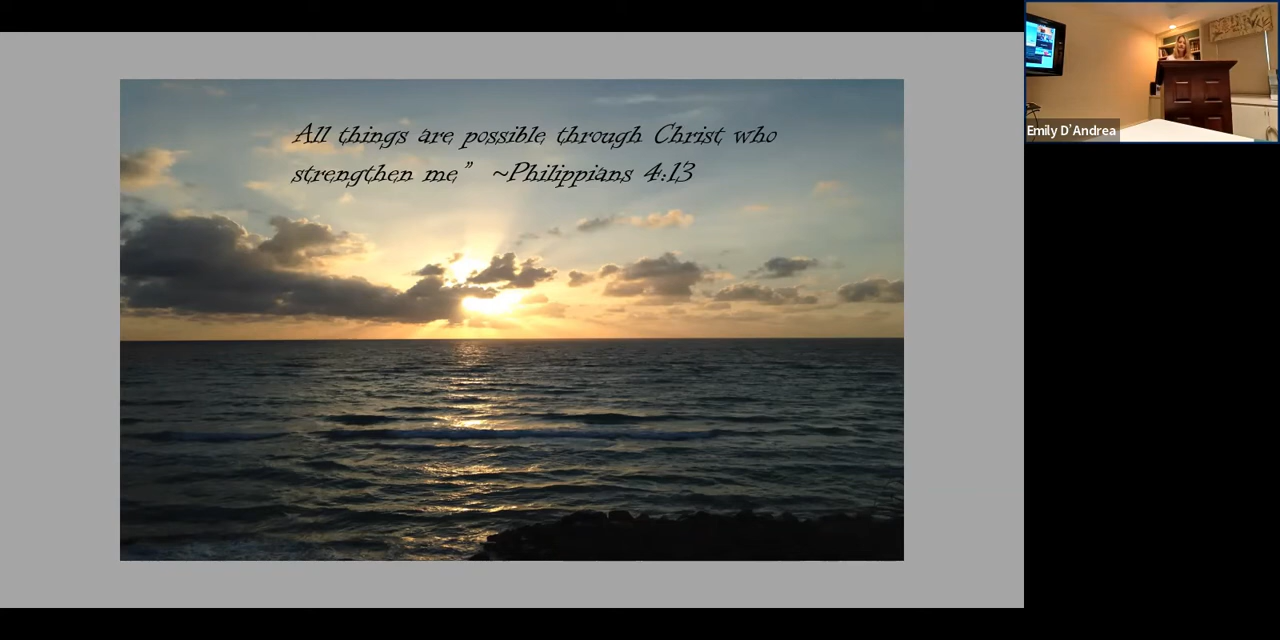 All things are possible through Christ who
strengthen me” ~Philippians 4:13
Emily D'Andrea